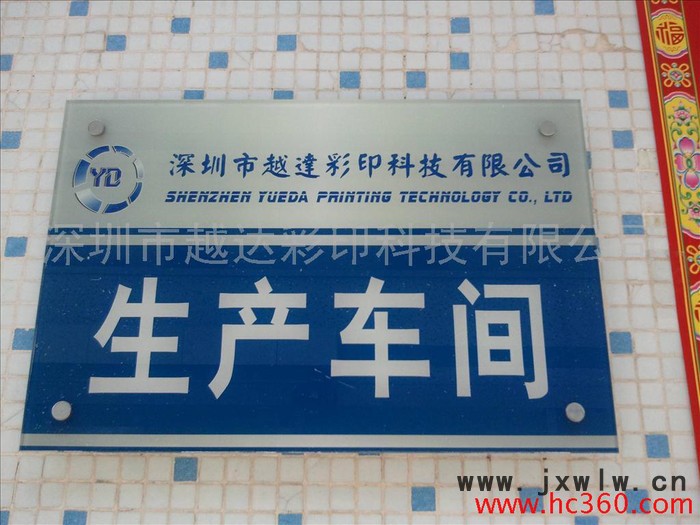 福
YD
深圳市越達彩印科技有限公司
SHENZHEN YUEDA PRINTING TECHNOLOGY CO., LTD
深圳市越达彩印科技有限公
生产车间
www.jxwlw.cn
www.hc360.com